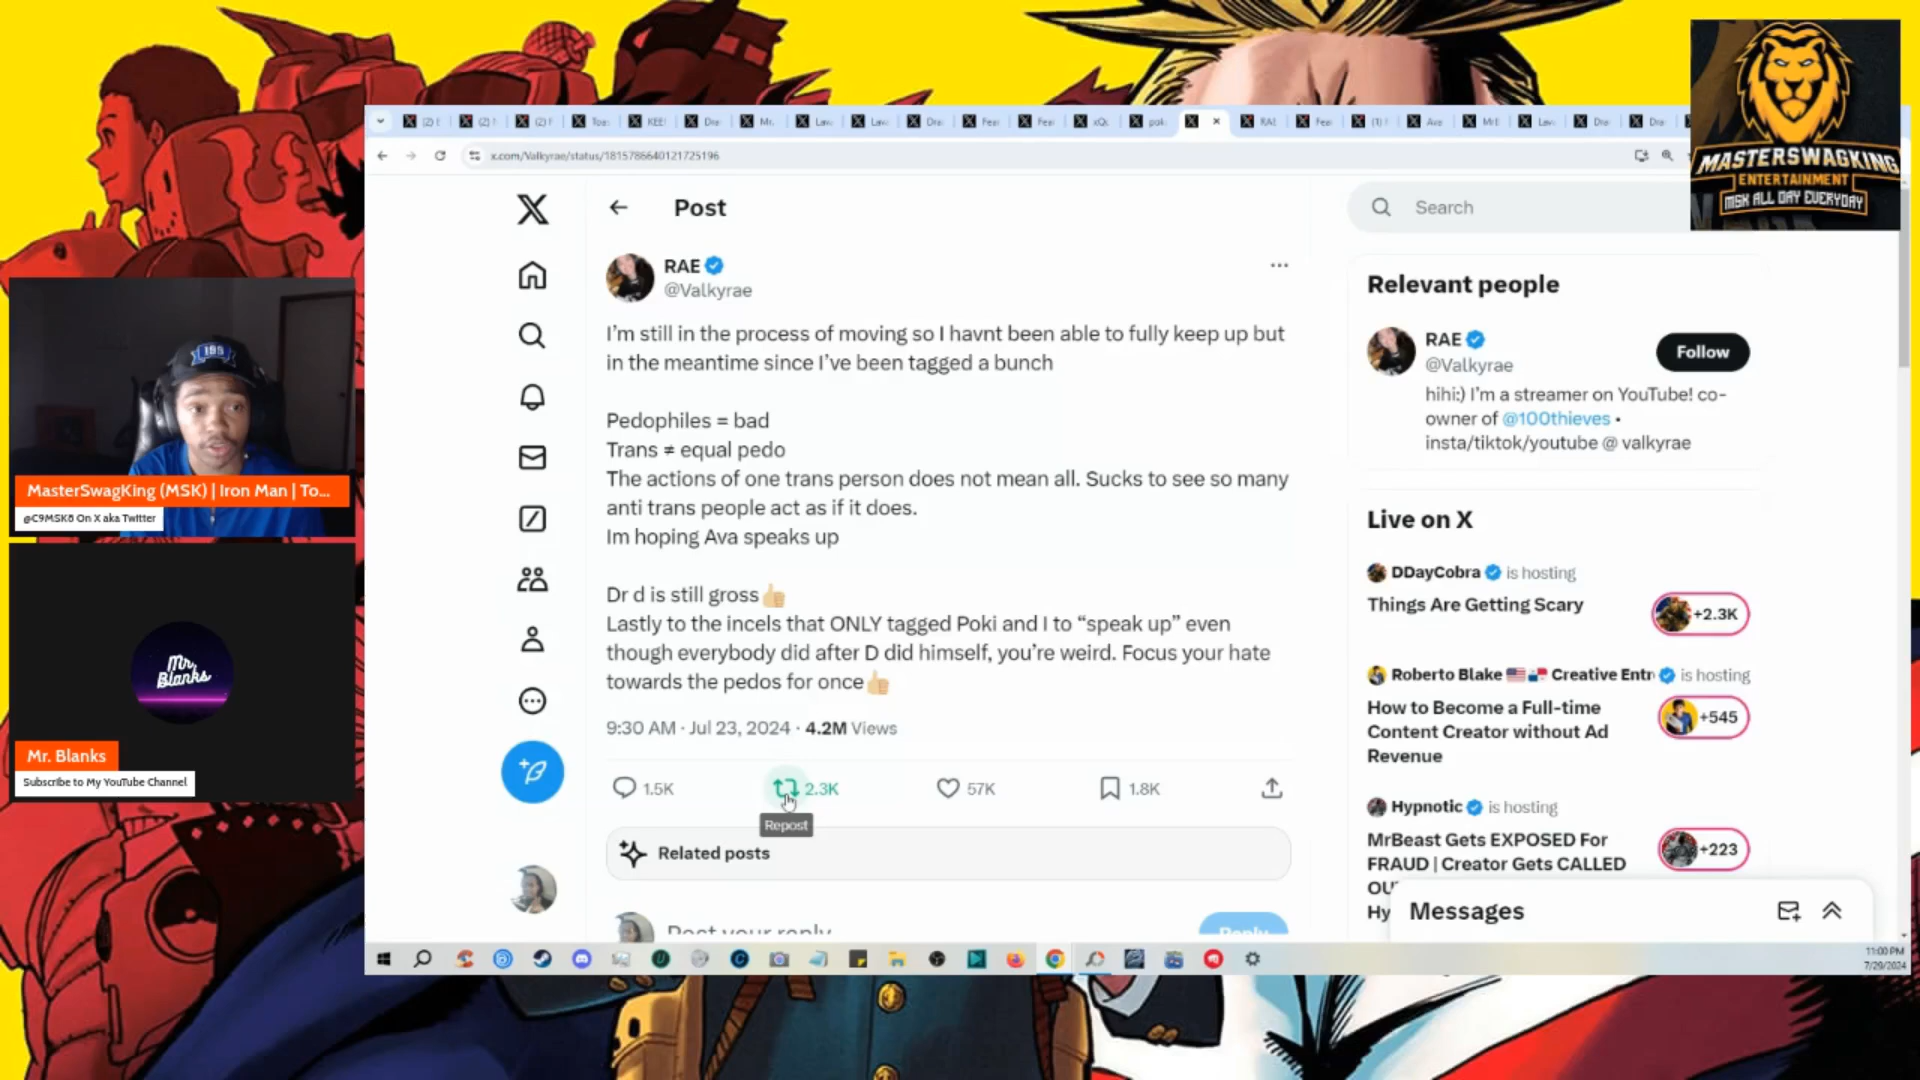 MASTERSWAGKING
ENTERTAINMENT
MSK ALL DAY EVERYDAY
x.com/Valkyrae/status/1815786640121725196
Post
Search
RAE
@Valkyrae
I'm still in the process of moving so I havnt been able to fully keep up but
in the meantime since I've been tagged a bunch
Pedophiles = bad
Trans ≠ equal pedo
The actions of one trans person does not mean all. Sucks to see so many
anti trans people act as if it does.
Im hoping Ava speaks up
Dr d is still gross👍🏼
Lastly to the incels that ONLY tagged Poki and I to “speak up” even
though everybody did after D did himself, you're weird. Focus your hate
towards the pedos for once👍🏼
9:30 AM · Jul 23, 2024 · 4.2M Views
1.5K
2.3K
57K
1.8K
Repost
Related posts
Post your reply
Reply
Relevant people
RAE
@Valkyrae
Follow
hihi:) I'm a streamer on YouTube! co-
owner of @100thieves •
insta/tiktok/youtube @ valkyrae
Live on X
DDayCobra is hosting
Things Are Getting Scary
+2.3K
Roberto Blake Creative Entr is hosting
How to Become a Full-time
Content Creator without Ad
Revenue
+545
Hypnotic is hosting
MrBeast Gets EXPOSED For
FRAUD | Creator Gets CALLED
OU
Hy
+223
Messages
11:00 PM
7/29/2024
MasterSwagKing (MSK) | Iron Man | To...
@C9MSK8 On X aka Twitter
Mr.
Blanks
Mr. Blanks
Subscribe to My YouTube Channel